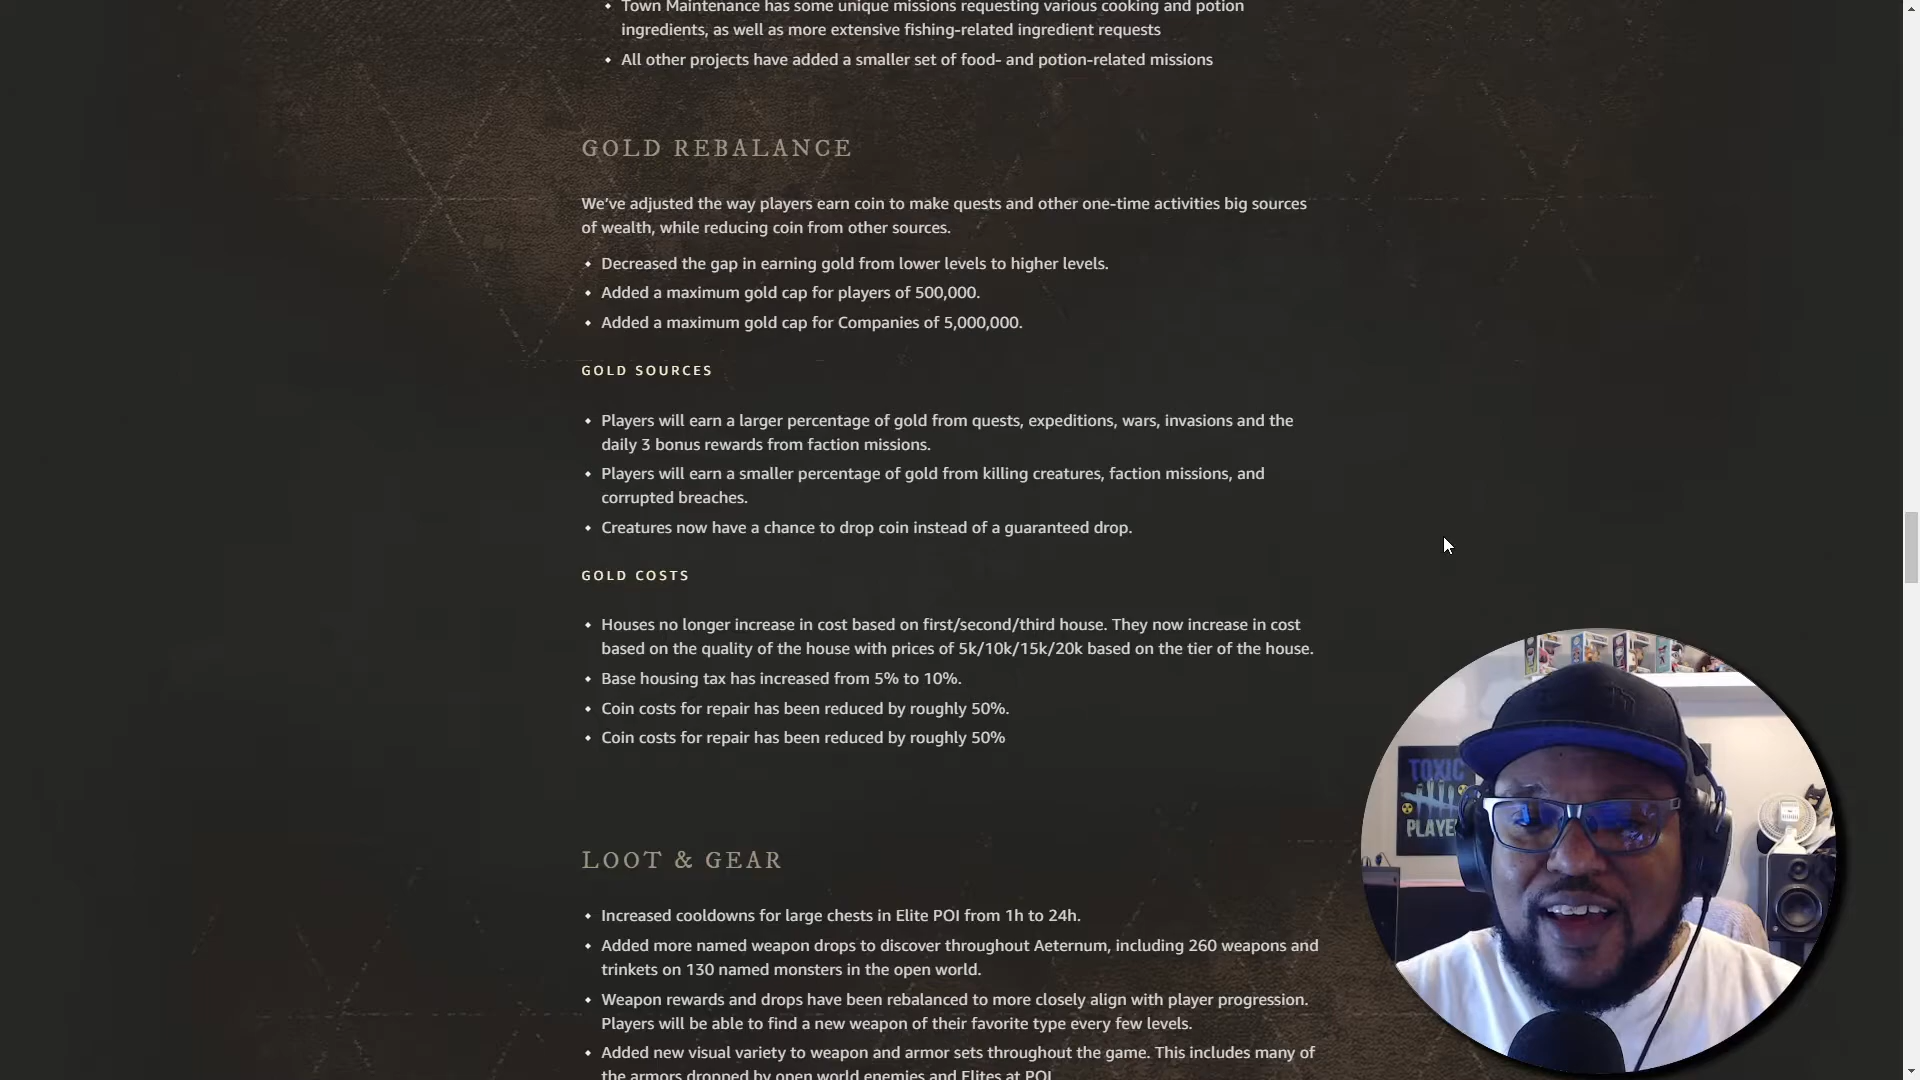 Town Maintenance has some unique missions requesting various cooking and potion
ingredients, as well as more extensive fishing-related ingredient requests
All other projects have added a smaller set of food- and potion-related missions
GOLD REBALANCE
We've adjusted the way players earn coin to make quests and other one-time activities big sources
of wealth, while reducing coin from other sources.
Decreased the gap in earning gold from lower levels to higher levels.
Added a maximum gold cap for players of 500,000.
Added a maximum gold cap for Companies of 5,000,000.
GOLD SOURCES
Players will earn a larger percentage of gold from quests, expeditions, wars, invasions and the
daily 3 bonus rewards from faction missions.
Players will earn a smaller percentage of gold from killing creatures, faction missions, and
corrupted breaches.
Creatures now have a chance to drop coin instead of a guaranteed drop.
GOLD COSTS
Houses no longer increase in cost based on first/second/third house. They now increase in cost
based on the quality of the house with prices of 5k/10k/15k/20k based on the tier of the house.
Base housing tax has increased from 5% to 10%.
Coin costs for repair has been reduced by roughly 50%.
Coin costs for repair has been reduced by roughly 50%
LOOT & GEAR
Increased cooldowns for large chests in Elite POI from 1h to 24h.
Added more named weapon drops to discover throughout Aeternum, including 260 weapons and
trinkets on 130 named monsters in the open world.
Weapon rewards and drops have been rebalanced to more closely align with player progression.
Players will be able to find a new weapon of their favorite type every few levels.
Added new visual variety to weapon and armor sets throughout the game. This includes many of
the armors dropped by open world enemies and Elites at POI
TOXIC
PLAYE